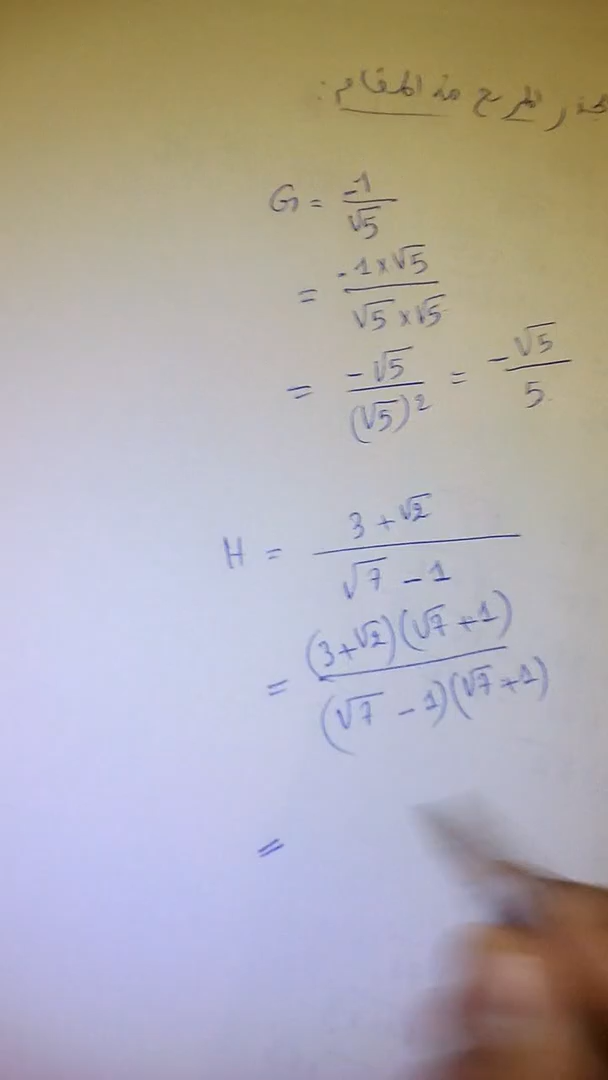 الجذر المربع من المقام:
G = -1/√5
= -1×√5 / √5×√5
= -√5/(√5)² = -√5/5
H = 3+√2 / √7 - 1
= (3+√2)(√7+1) / (√7 - 1)(√7+1)
=